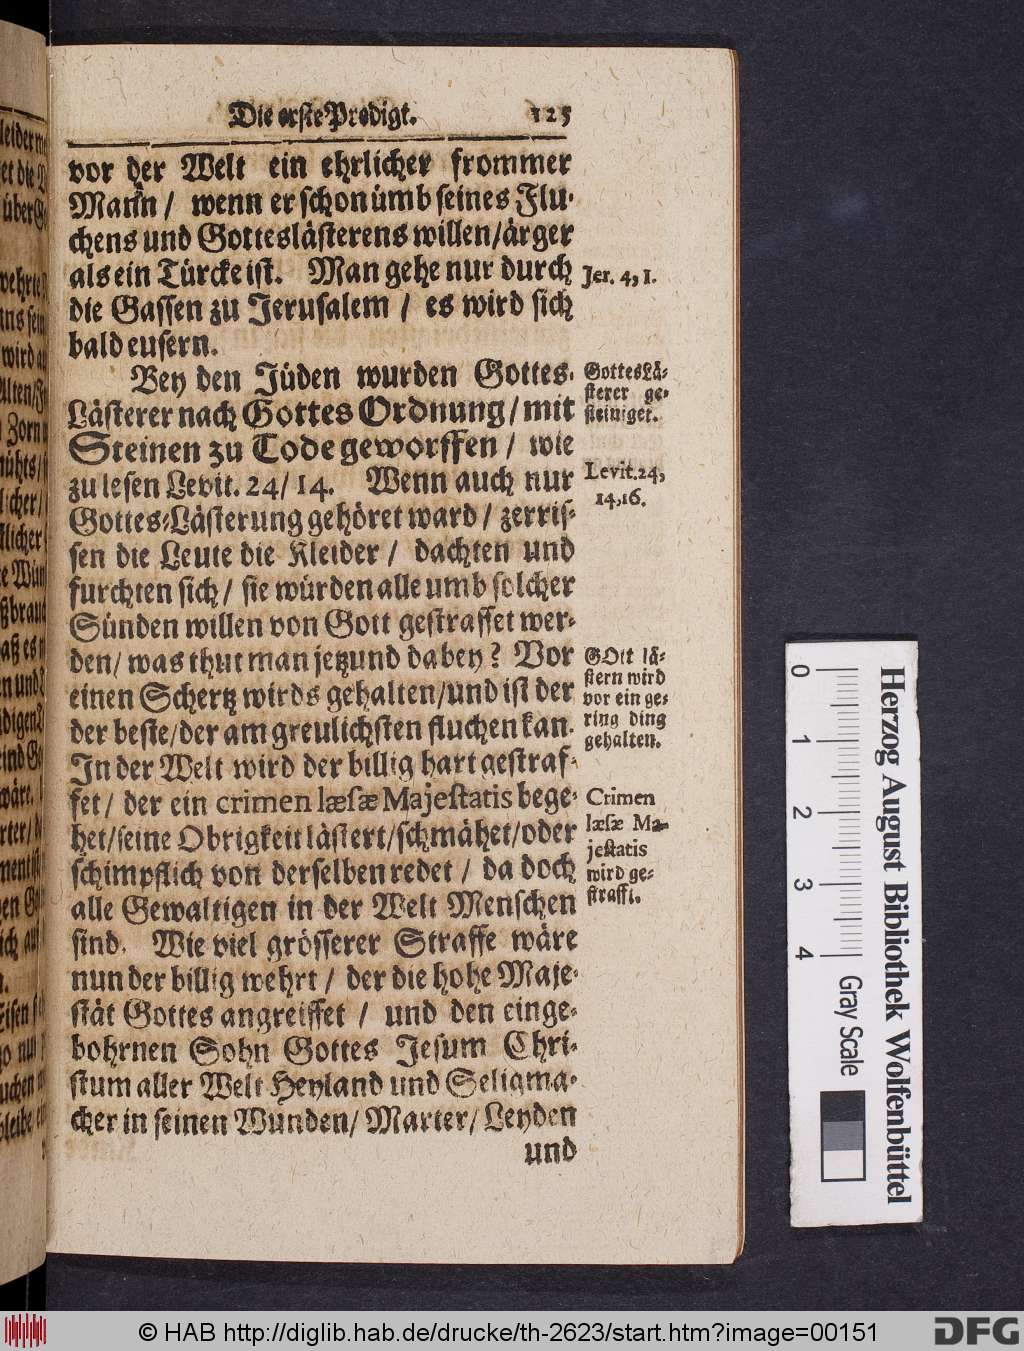 Die erste Predigt. 125
vor der Welt ein ehrlicher frommer
Mann / wenn er schon ümb seines Flu-
chens und Gotteslästerens willen/ärger
als ein Türcke ist. Man gehe nur durch
die Gassen zu Jerusalem / es wird sich
bald eusern.
Jer. 4, 1.
Bey den Jüden wurden Gottes-
Lästerer nach Gottes Ordnung/mit
Steinen zu Tode geworffen / wie
zu lesen Levit. 24/14. Wenn auch nur
Gottes-Lästerung gehöret ward / zerris-
sen die Leute die Kleider / dachten und
furchten sich / sie würden alle umb solcher
Sünden willen von Gott gestraffet wer-
den/ was thut man jetzund dabey? Vor
einen Schertz wirds gehalten/und ist der
der beste/der am greulichsten fluchen kan.
In der Welt wird der billig hart gestraf-
fet / der ein crimen læsæ Majestatis bege-
het/seine Obrigkeit lästert/schmähet/oder
schimpflich von derselben redet / da doch
alle Gewaltigen in der Welt Menschen
sind. Wie viel grösserer Straffe wäre
nun der billig wehrt / der die hohe Maje-
stät Gottes angreiffet / und den einge-
bohrnen Sohn Gottes Jesum Chri-
stum aller Welt Heyland und Seligma-
cher in seinen Wunden/ Marter/ Leyden
und
GottesLä-
sterer ge-
steiniget.
Levit. 24,
14,16.
GOtt lä-
stern wird
vor ein ge-
ring ding
gehalten.
Crimen
læsæ Ma-
jestatis
wird ge-
strafft.
0 1 2 3 4
Gray Scale
Herzog August Bibliothek Wolfenbüttel
© HAB http://diglib.hab.de/drucke/th-2623/start.htm?image=00151
DFG